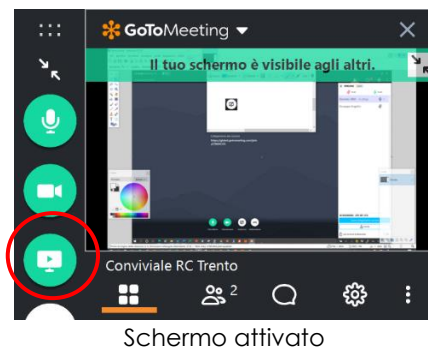 GoToMeeting
Il tuo schermo è visibile agli altri.
Conviviale RC Trento
2
Schermo attivato